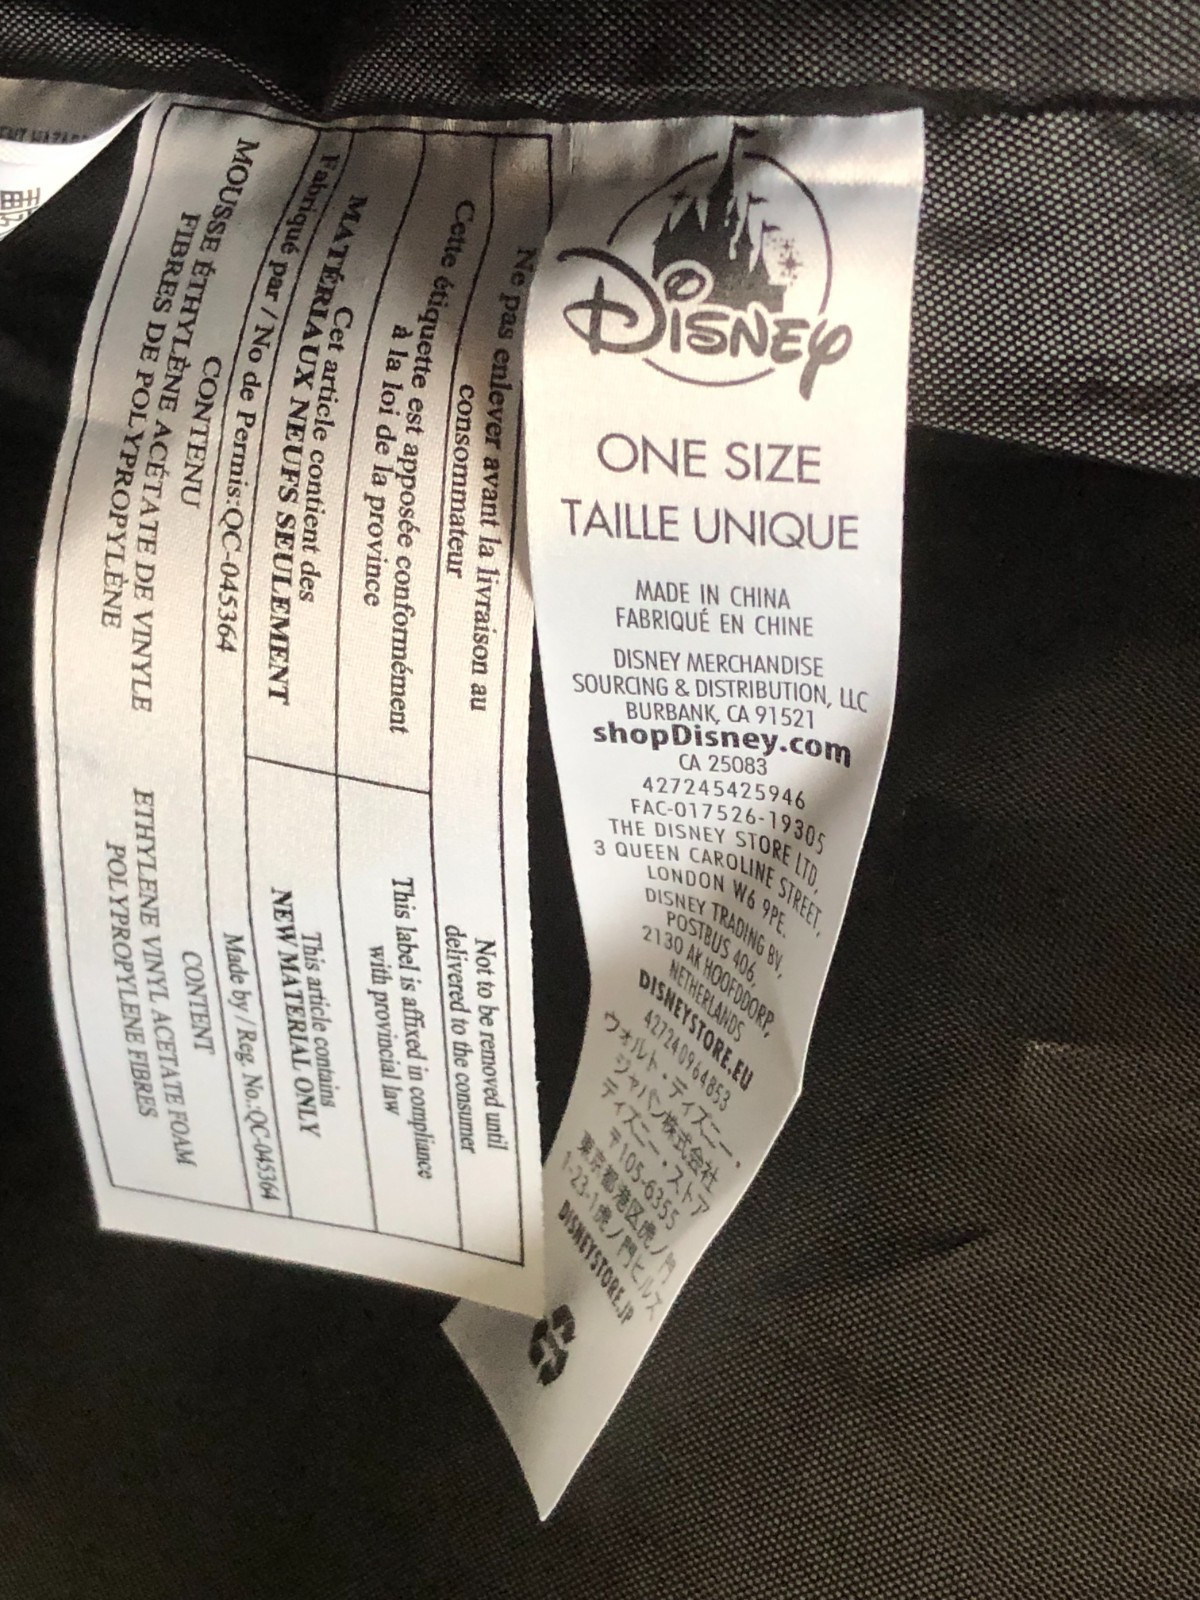 DISNEY
ONE SIZE
TAILLE UNIQUE
MADE IN CHINA
FABRIQUÉ EN CHINE
DISNEY MERCHANDISE
SOURCING & DISTRIBUTION, LLC
BURBANK, CA 91521
shopDisney.com
CA 25083
427245425946
FAC-017526-19305
THE DISNEY STORE LTD,
3 QUEEN CAROLINE STREET,
LONDON W6 9PE.
DISNEY TRADING BV,
POSTBUS 406,
2130 AK HOOFDDORP,
NETHERLANDS
DISNEYSTORE.EU
427240964853
ウォルト・ディズニー・
ジャパン株式会社
ディズニー・ストア
〒105-6355
東京都港区虎ノ門
1-23-1虎ノ門ヒルズ
DISNEYSTORE.JP
Ne pas enlever avant la livraison au
consommateur
Cette étiquette est apposée conformément
à la loi de la province
Cet article contient des
MATÉRIAUX NEUFS SEULEMENT
Fabriqué par / No de Permis:QC-045364
CONTENU
MOUSSE ÉTHYLÈNE ACÉTATE DE VINYLE
FIBRES DE POLYPROPYLÈNE
Not to be removed until
delivered to the consumer
This label is affixed in compliance
with provincial law
This article contains
NEW MATERIAL ONLY
Made by /Reg. No.:QC-045364
CONTENT
ETHYLENE VINYL ACETATE FOAM
POLYPROPYLENE FIBRES